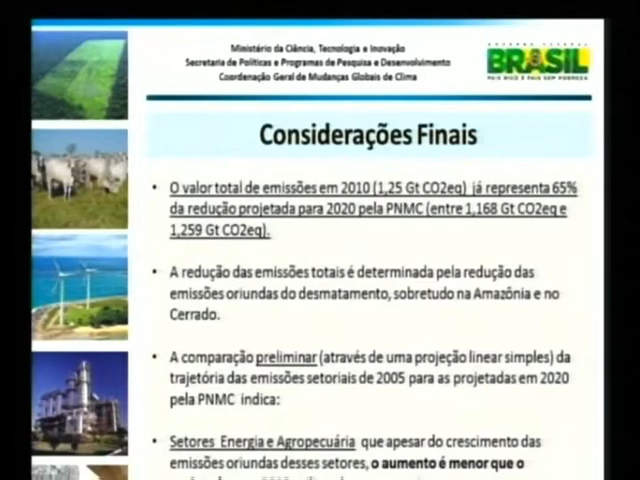 Ministério da Ciência, Tecnologia e Inovação
Secretaria de Políticas e Programas de Pesquisa e Desenvolvimento
Coordenação Geral de Mudanças Globais de Clima
BRASIL
PAÍS RICO É PAÍS SEM POBREZA
Considerações Finais
• O valor total de emissões em 2010 (1,25 Gt CO2eq) já representa 65%
da redução projetada para 2020 pela PNMC (entre 1,168 Gt CO2eq e
1,259 Gt CO2eq).
• A redução das emissões totais é determinada pela redução das
emissões oriundas do desmatamento, sobretudo na Amazônia e no
Cerrado.
• A comparação preliminar (através de uma projeção linear simples) da
trajetória das emissões setoriais de 2005 para as projetadas em 2020
pela PNMC indica:
• Setores Energia e Agropecuária que apesar do crescimento das
emissões oriundas desses setores, o aumento é menor que o